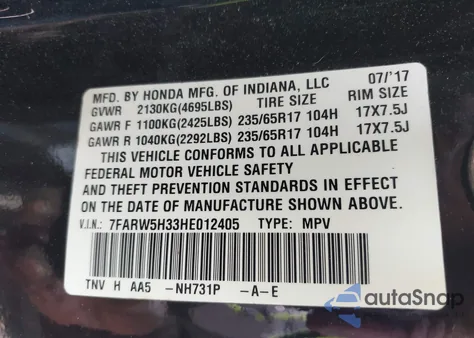 MFD. BY HONDA MFG. OF INDIANA, LLC 07/'17
GVWR 2130KG(4695LBS) TIRE SIZE RIM SIZE
GAWR F 1100KG(2425LBS) 235/65R17 104H 17X7.5J
GAWR R 1040KG(2292LBS) 235/65R17 104H 17X7.5J
THIS VEHICLE CONFORMS TO ALL APPLICABLE
FEDERAL MOTOR VEHICLE SAFETY
AND THEFT PREVENTION STANDARDS IN EFFECT
ON THE DATE OF MANUFACTURE SHOWN ABOVE.
V.I.N.: 7FARW5H33HE012405 TYPE: MPV
TNV H AA5 -NH731P -A-E
autoSnap